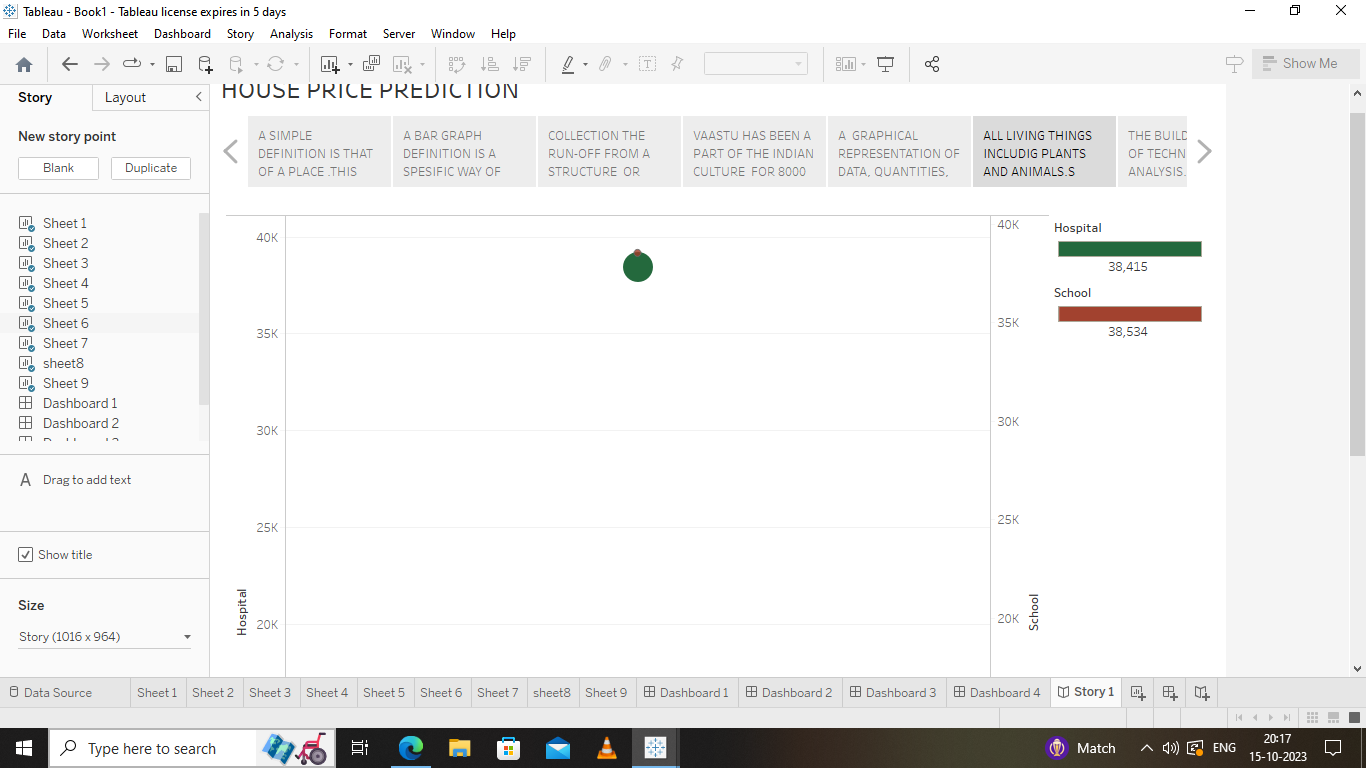 Tableau - Book1 - Tableau license expires in 5 days
File Data Worksheet Dashboard Story Analysis Format Server Window Help
Show Me
Story Layout
New story point
Blank Duplicate
Sheet 1
Sheet 2
Sheet 3
Sheet 4
Sheet 5
Sheet 6
Sheet 7
sheet8
Sheet 9
Dashboard 1
Dashboard 2
A Drag to add text
Show title
Size
Story (1016 x 964)
HOUSE PRICE PREDICTION
A SIMPLE
DEFINITION IS THAT
OF A PLACE .THIS
A BAR GRAPH
DEFINITION IS A
SPESIFIC WAY OF
COLLECTION THE
RUN-OFF FROM A
STRUCTURE OR
VAASTU HAS BEEN A
PART OF THE INDIAN
CULTURE FOR 8000
A GRAPHICAL
REPRESENTATION OF
DATA, QUANTITIES,
ALL LIVING THINGS
INCLUDIG PLANTS
AND ANIMALS.S
THE BUILD
OF TECHN
ANALYSIS.
40K
35K
30K
25K
20K
Hospital
40K
35K
30K
25K
20K
School
Hospital
38,415
School
38,534
Data Source Sheet 1 Sheet 2 Sheet 3 Sheet 4 Sheet 5 Sheet 6 Sheet 7 sheet8 Sheet 9 Dashboard 1 Dashboard 2 Dashboard 3 Dashboard 4 Story 1
Type here to search
Match
ENG
20:17
15-10-2023